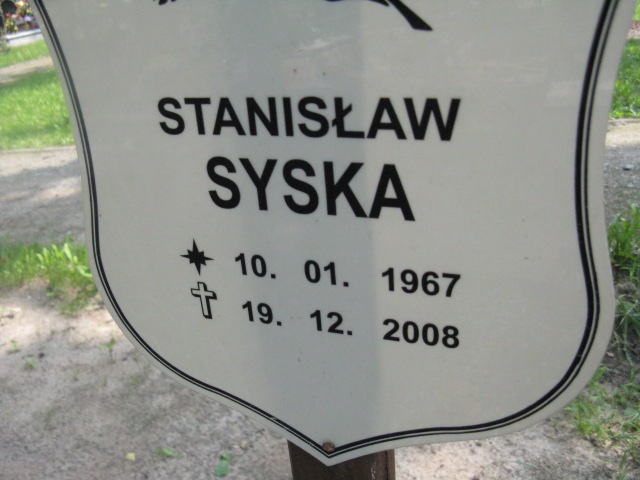 STANISŁAW
SYSKA
10. 01. 1967
19. 12. 2008